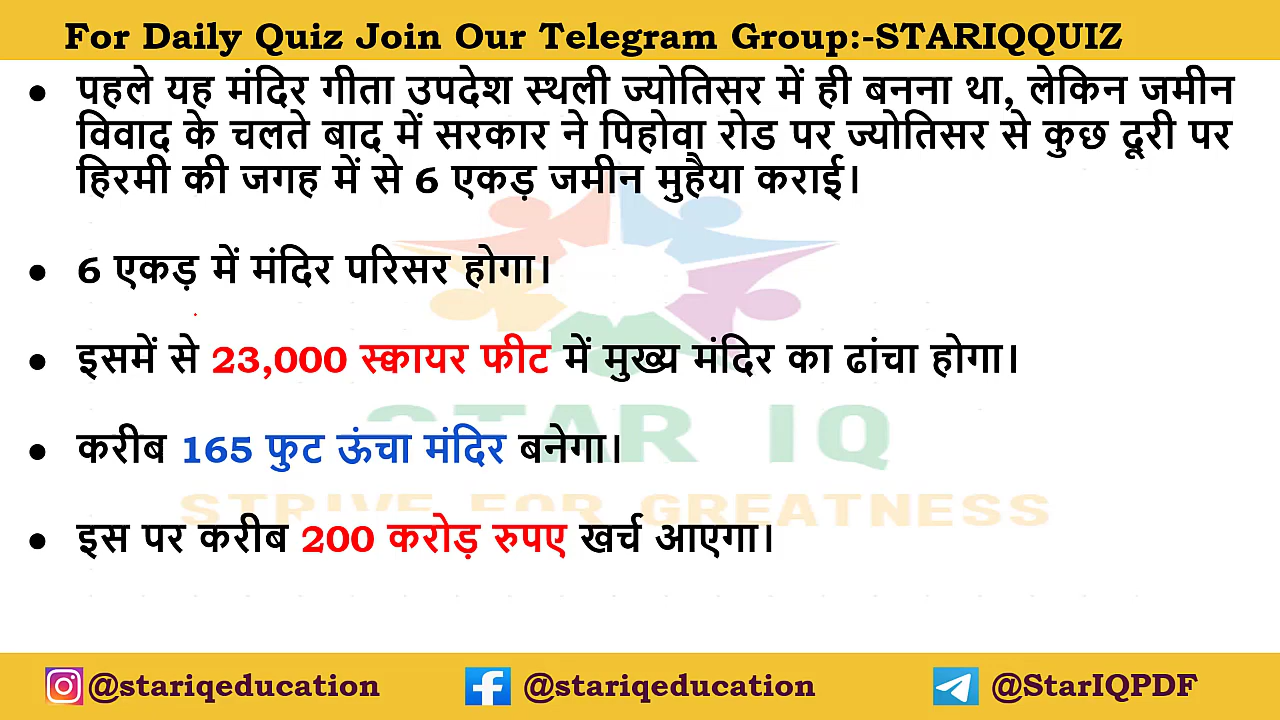 For Daily Quiz Join Our Telegram Group:-STARIQQUIZ
• पहले यह मंदिर गीता उपदेश स्थली ज्योतिसर में ही बनना था, लेकिन जमीन
विवाद के चलते बाद में सरकार ने पिहोवा रोड पर ज्योतिसर से कुछ दूरी पर
हिरमी की जगह में से 6 एकड़ जमीन मुहैया कराई।
• 6 एकड़ में मंदिर परिसर होगा।
• इसमें से 23,000 स्कायर फीट में मुख्य मंदिर का ढांचा होगा।
STAR IQ
• करीब 165 फुट ऊंचा मंदिर बनेगा।
STRIVE FOR GREATNESS
• इस पर करीब 200 करोड़ रुपए खर्च आएगा।
@stariqeducation @stariqeducation @StarIQPDF